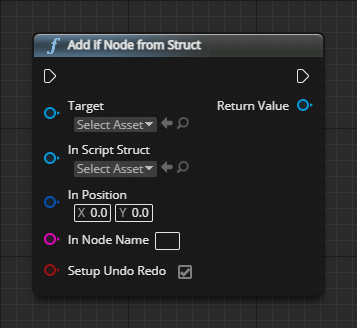 f Add If Node from Struct
Target Return Value
Select Asset
In Script Struct
Select Asset
In Position
X 0.0 Y 0.0
In Node Name
Setup Undo Redo